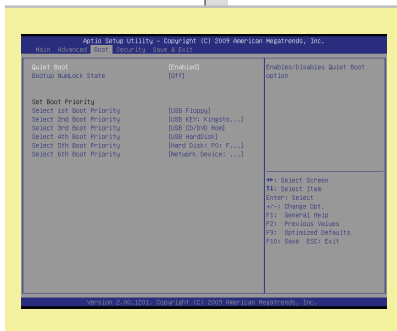 Aptio Setup Utility - Copyright (C) 2009 American Megatrends, Inc.
Main Advanced Boot Security Save & Exit
Quiet Boot [Enabled]
Bootup NumLock State [Off]
Set Boot Priority
Select 1st Boot Priority [USB Floppy]
Select 2nd Boot Priority [USB KEY: Kingsto...]
Select 3rd Boot Priority [USB CD/DVD Rom]
Select 4th Boot Priority [USB HardDisk]
Select 5th Boot Priority [Hard Disk: P0: F...]
Select 6th Boot Priority [Network Device: ...]
Enables/Disables Quiet Boot
option
→←: Select Screen
↑↓: Select Item
Enter: Select
+/-: Change Opt.
F1: General Help
F2: Previous Values
F9: Optimized Defaults
F10: Save ESC: Exit
Version 2.00.1201. Copyright (C) 2009 American Megatrends, Inc.